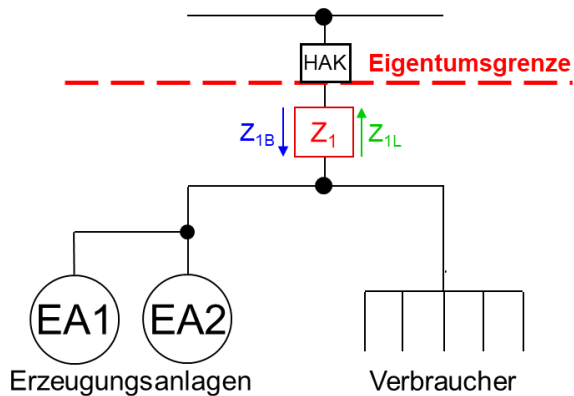 HAK
Eigentumsgrenze
Z1B
Z1
Z1L
EA1
EA2
Erzeugungsanlagen
Verbraucher